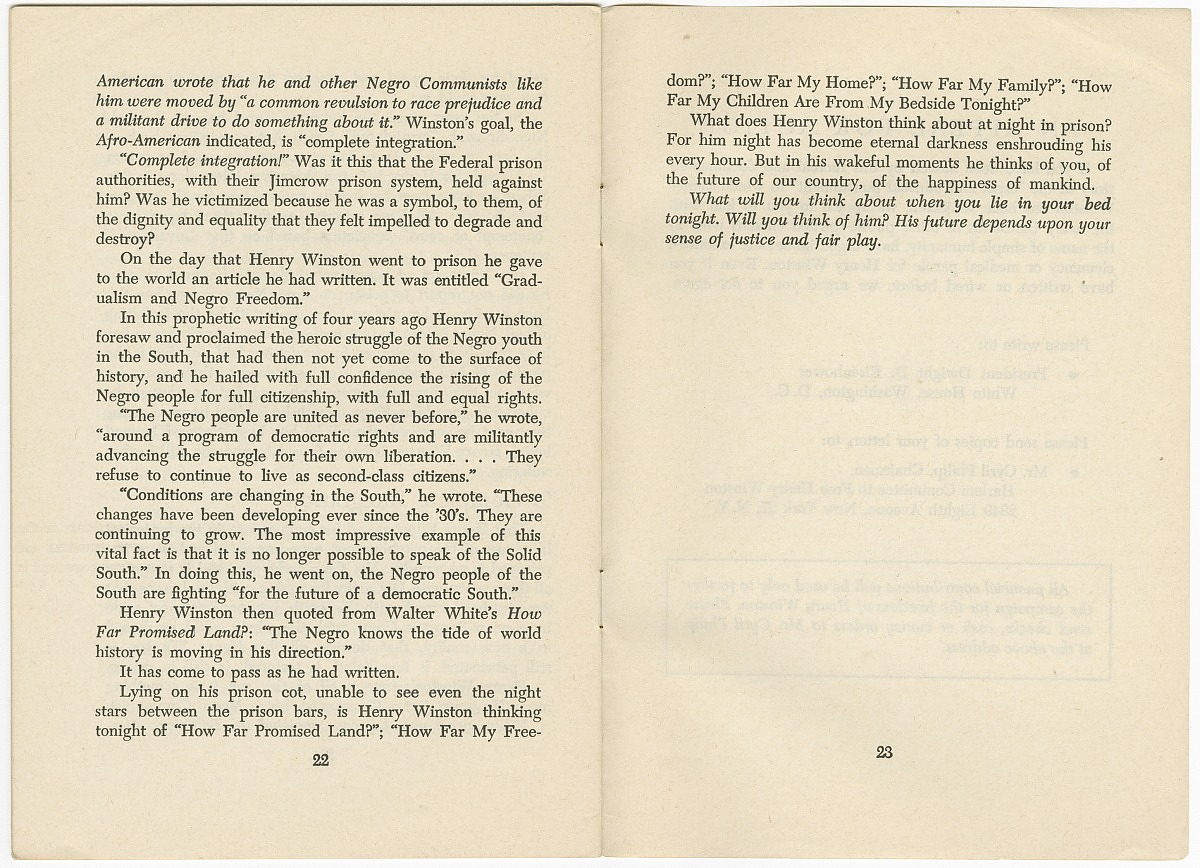 American wrote that he and other Negro Communists like
him were moved by “a common revulsion to race prejudice and
a militant drive to do something about it.” Winston’s goal, the
Afro-American indicated, is “complete integration.”
“Complete integration!” Was it this that the Federal prison
authorities, with their Jimcrow prison system, held against
him? Was he victimized because he was a symbol, to them, of
the dignity and equality that they felt impelled to degrade and
destroy?
On the day that Henry Winston went to prison he gave
to the world an article he had written. It was entitled “Grad-
ualism and Negro Freedom.”
In this prophetic writing of four years ago Henry Winston
foresaw and proclaimed the heroic struggle of the Negro youth
in the South, that had then not yet come to the surface of
history, and he hailed with full confidence the rising of the
Negro people for full citizenship, with full and equal rights.
“The Negro people are united as never before,” he wrote,
“around a program of democratic rights and are militantly
advancing the struggle for their own liberation. . . . They
refuse to continue to live as second-class citizens.”
“Conditions are changing in the South,” he wrote. “These
changes have been developing ever since the ’30’s. They are
continuing to grow. The most impressive example of this
vital fact is that it is no longer possible to speak of the Solid
South.” In doing this, he went on, the Negro people of the
South are fighting “for the future of a democratic South.”
Henry Winston then quoted from Walter White’s How
Far Promised Land?: “The Negro knows the tide of world
history is moving in his direction.”
It has come to pass as he had written.
Lying on his prison cot, unable to see even the night
stars between the prison bars, is Henry Winston thinking
tonight of “How Far Promised Land?”; “How Far My Free-
22
dom?”; “How Far My Home?”; “How Far My Family?”; “How
Far My Children Are From My Bedside Tonight?”
What does Henry Winston think about at night in prison?
For him night has become eternal darkness enshrouding his
every hour. But in his wakeful moments he thinks of you, of
the future of our country, of the happiness of mankind.
What will you think about when you lie in your bed
tonight. Will you think of him? His future depends upon your
sense of justice and fair play.
23